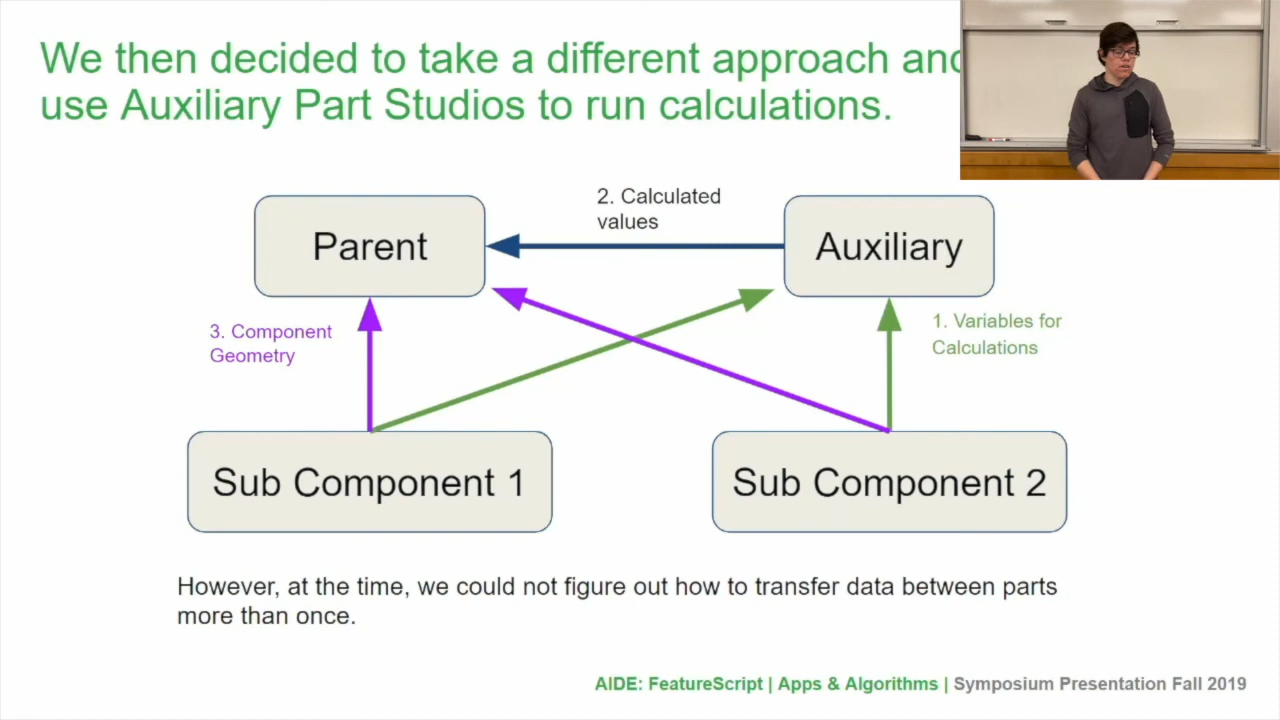 We then decided to take a different approach and
use Auxiliary Part Studios to run calculations.
2. Calculated
values
Parent
Auxiliary
3. Component
Geometry
1. Variables for
Calculations
Sub Component 1
Sub Component 2
However, at the time, we could not figure out how to transfer data between parts
more than once.
AIDE: FeatureScript | Apps & Algorithms | Symposium Presentation Fall 2019